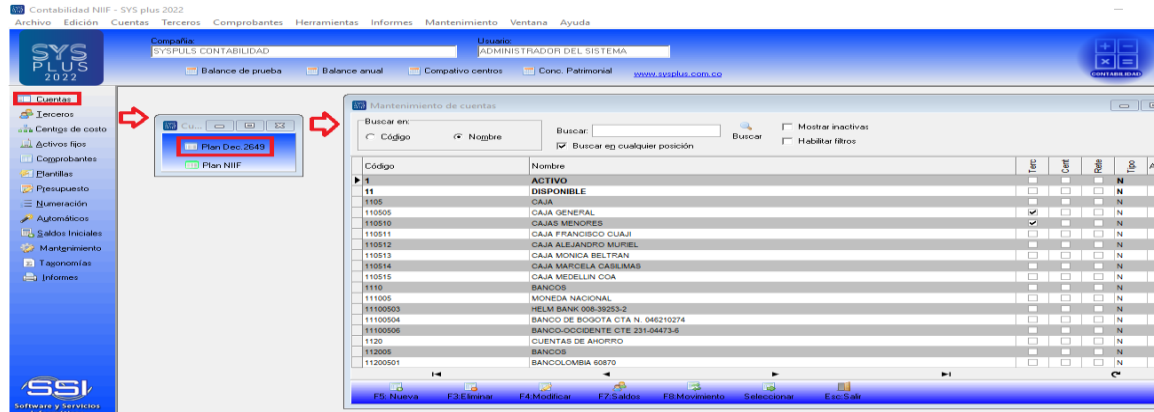 Contabilidad NIIF - SYS plus 2022
Archivo Edición Cuentas Terceros Comprobantes Herramientas Informes Mantenimiento Ventana Ayuda
SYS
PLUS
2022
Compañia:
SYSPULS CONTABILIDAD
Usuario:
ADMINISTRADOR DEL SISTEMA
Balance de prueba Balance anual Compativo centros Conc. Patrimonial www.sysplus.com.co
CONTABILIDAD
Cuentas
Terceros
Centros de costo
Activos fijos
Comprobantes
Plantillas
Presupuesto
Numeración
Automáticos
Saldos Iniciales
Mantenimiento
Taxonomías
Informes
SSI
Software y Servicios
Cu...
Plan Dec.2649
Plan NIIF
Mantenimiento de cuentas
Buscar en:
Código Nombre
Buscar:
Buscar en cualquier posición
Buscar
Mostrar inactivas
Habilitar filtros
Código Nombre Terc Cent Rete Tipo A
1 ACTIVO N
11 DISPONIBLE N
1105 CAJA N
110505 CAJA GENERAL N
110510 CAJAS MENORES N
110511 CAJA FRANCISCO CUAJI N
110512 CAJA ALEJANDRO MURIEL N
110513 CAJA MONICA BELTRAN N
110514 CAJA MARCELA CASILIMAS N
110515 CAJA MEDELLIN COA N
1110 BANCOS N
111005 MONEDA NACIONAL N
11100503 HELM BANK 008-39253-2 N
11100504 BANCO DE BOGOTA CTA N. 046210274 N
11100506 BANCO-OCCIDENTE CTE 231-04473-6 N
1120 CUENTAS DE AHORRO N
112005 BANCOS N
11200501 BANCOLOMBIA 60870 N
F5: Nueva F3:Eliminar F4:Modificar F7:Saldos F8:Movimiento Seleccionar Esc:Salir